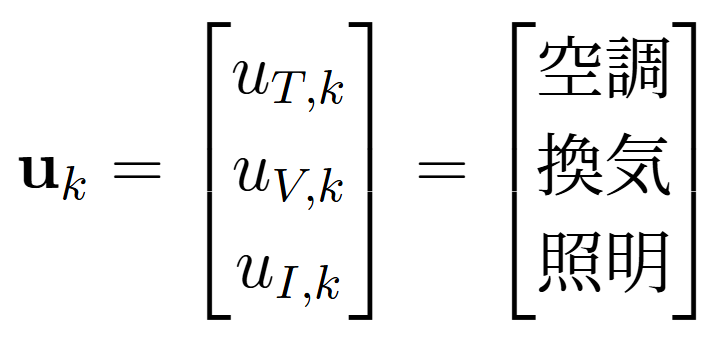 u_k = [u_{T,k} u_{V,k} u_{I,k}] = [空調 換気 照明]